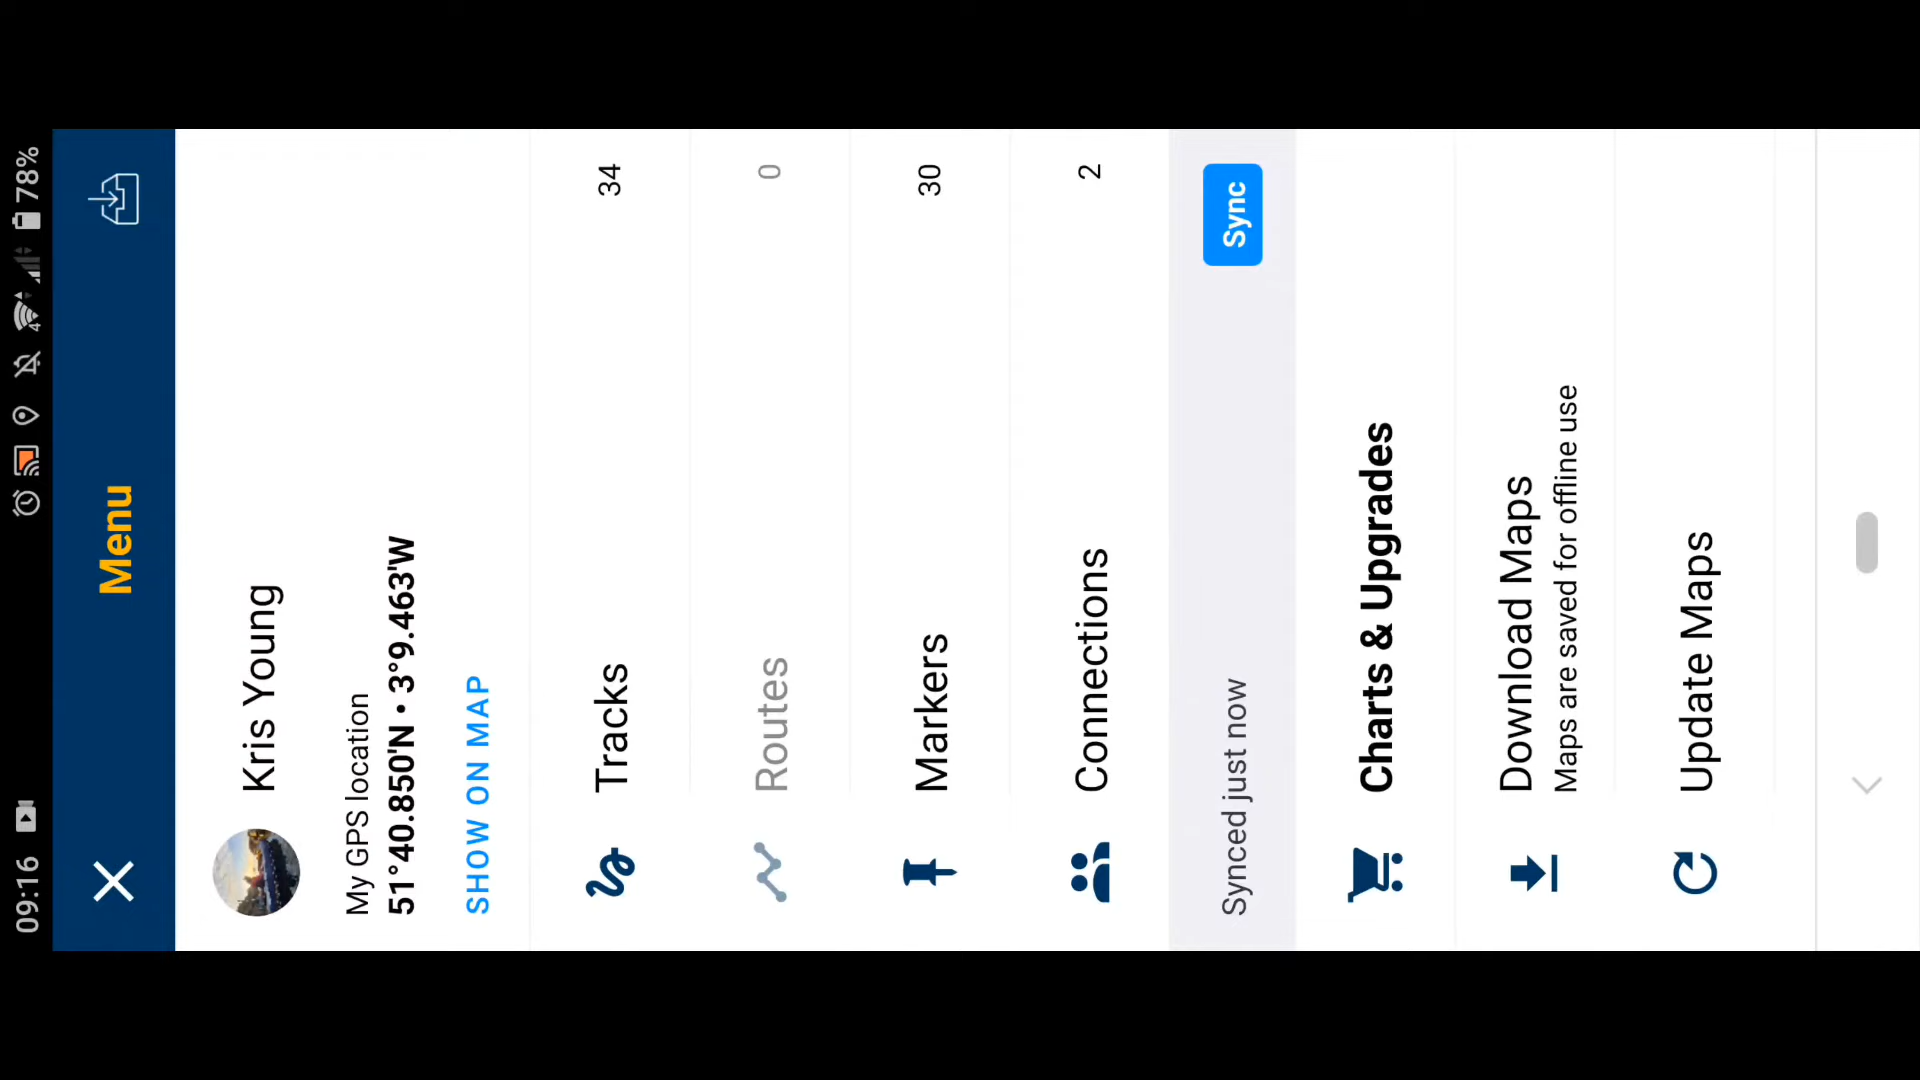 09:16
78%
Menu
Kris Young
My GPS location
51°40.850'N • 3°9.463'W
SHOW ON MAP
Tracks
34
Routes
0
Markers
30
Connections
2
Synced just now
Sync
Charts & Upgrades
Download Maps
Maps are saved for offline use
Update Maps